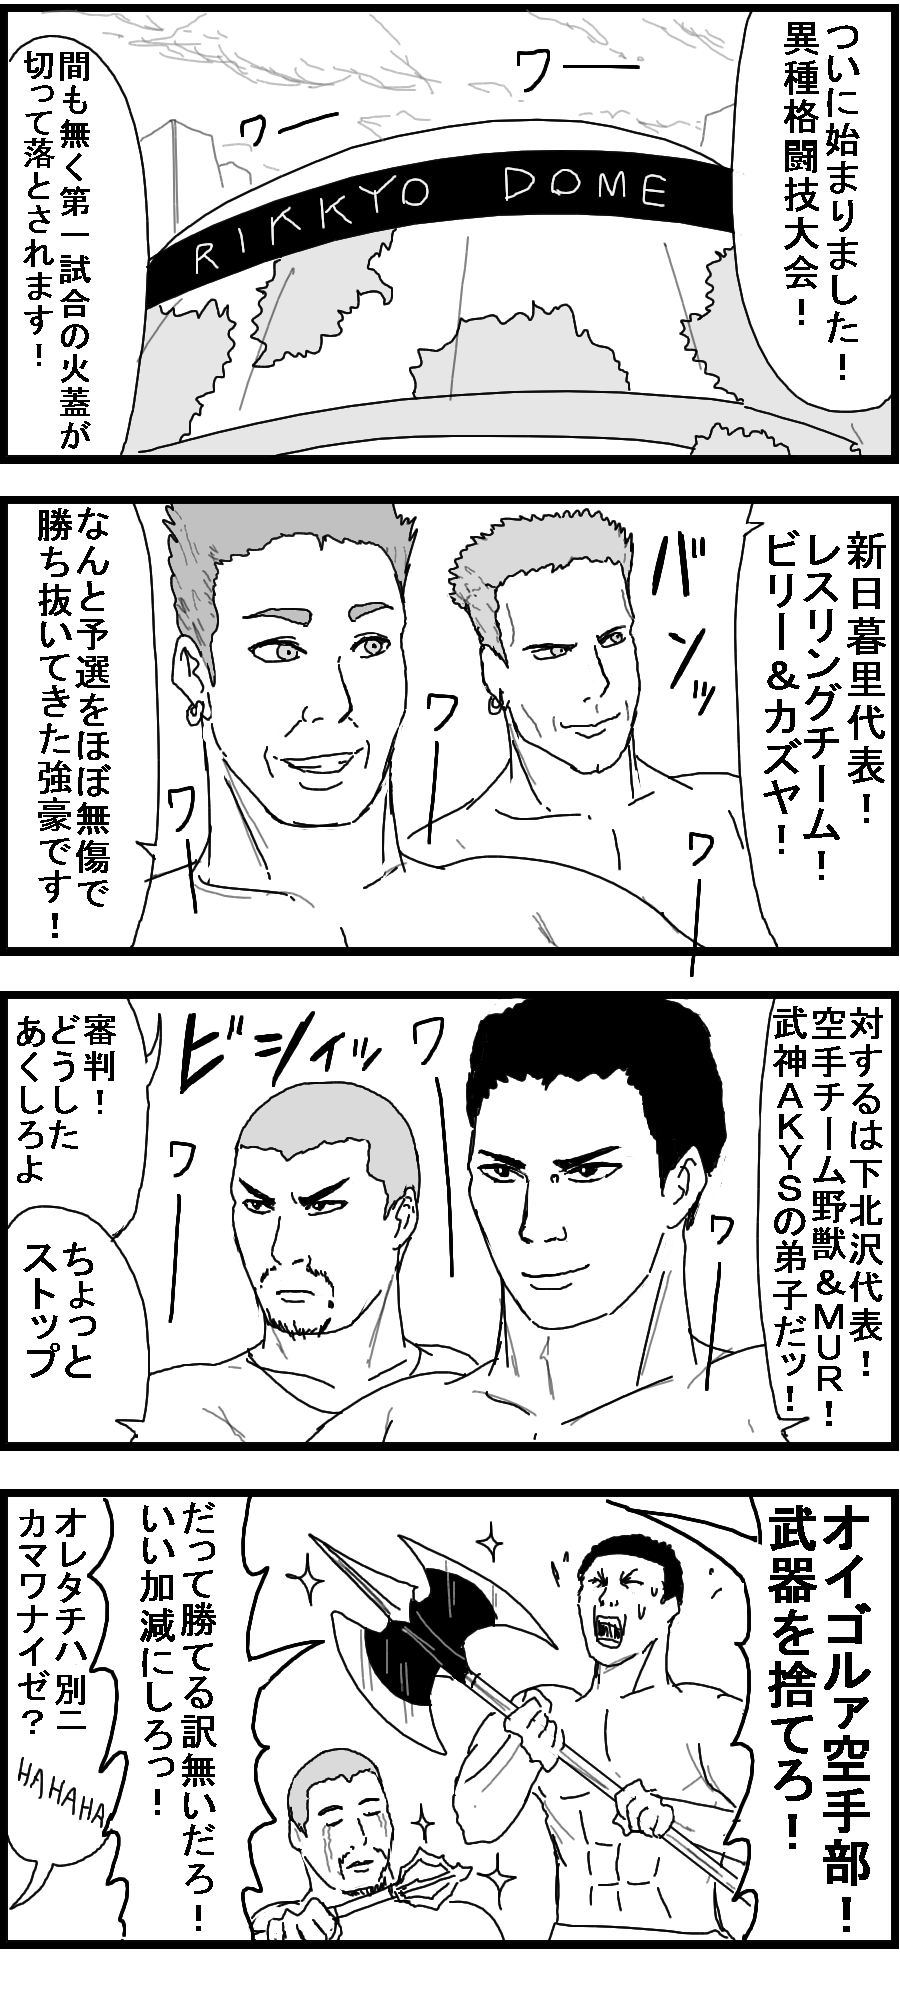 ついに始まりました！
異種格闘技大会！
ワー
ワー
RIKKYO DOME
間も無く第一試合の火蓋が
切って落とされます！
新日暮里代表！
レスリングチーム！
ビリー＆カズヤ！
バンッ
ワー
ワー
ワー
なんと予選をほぼ無傷で
勝ち抜いてきた強豪です！
対するは下北沢代表！
空手チーム野獣＆MUR！
武神AKYSの弟子だッ！
ワー
ビシィッ
ワー
ワー
審判！
どうした
あくしろよ
ちょっと
ストップ
オイゴルァ空手部！
武器を捨てろ！
だって勝てる訳無いだろ！
いい加減にしろっ！
オレタチハ別ニ
カマワナイゼ？
HAHAHA